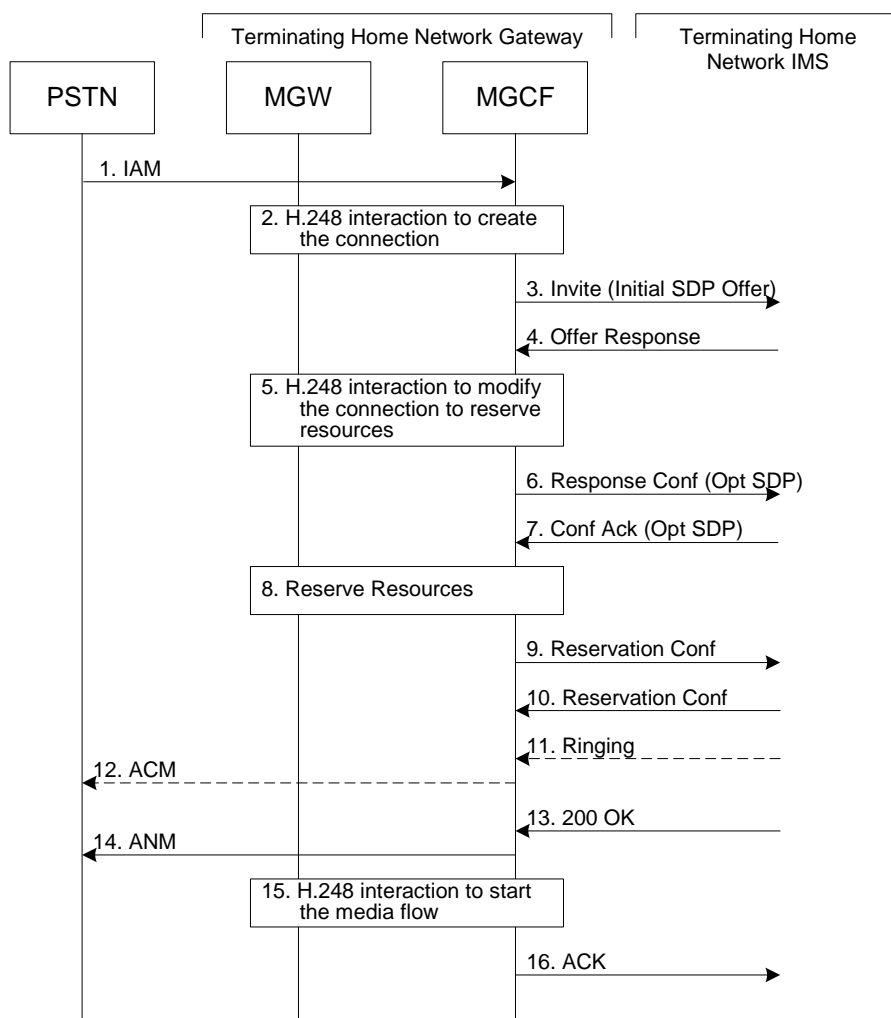 Terminating Home Network Gateway
Terminating Home
Network IMS
PSTN
MGW
MGCF
1. IAM
2. H.248 interaction to create
the connection
3. Invite (Initial SDP Offer)
4. Offer Response
5. H.248 interaction to modify
the connection to reserve
resources
6. Response Conf (Opt SDP)
7. Conf Ack (Opt SDP)
8. Reserve Resources
9. Reservation Conf
10. Reservation Conf
11. Ringing
12. ACM
13. 200 OK
14. ANM
15. H.248 interaction to start
the media flow
16. ACK